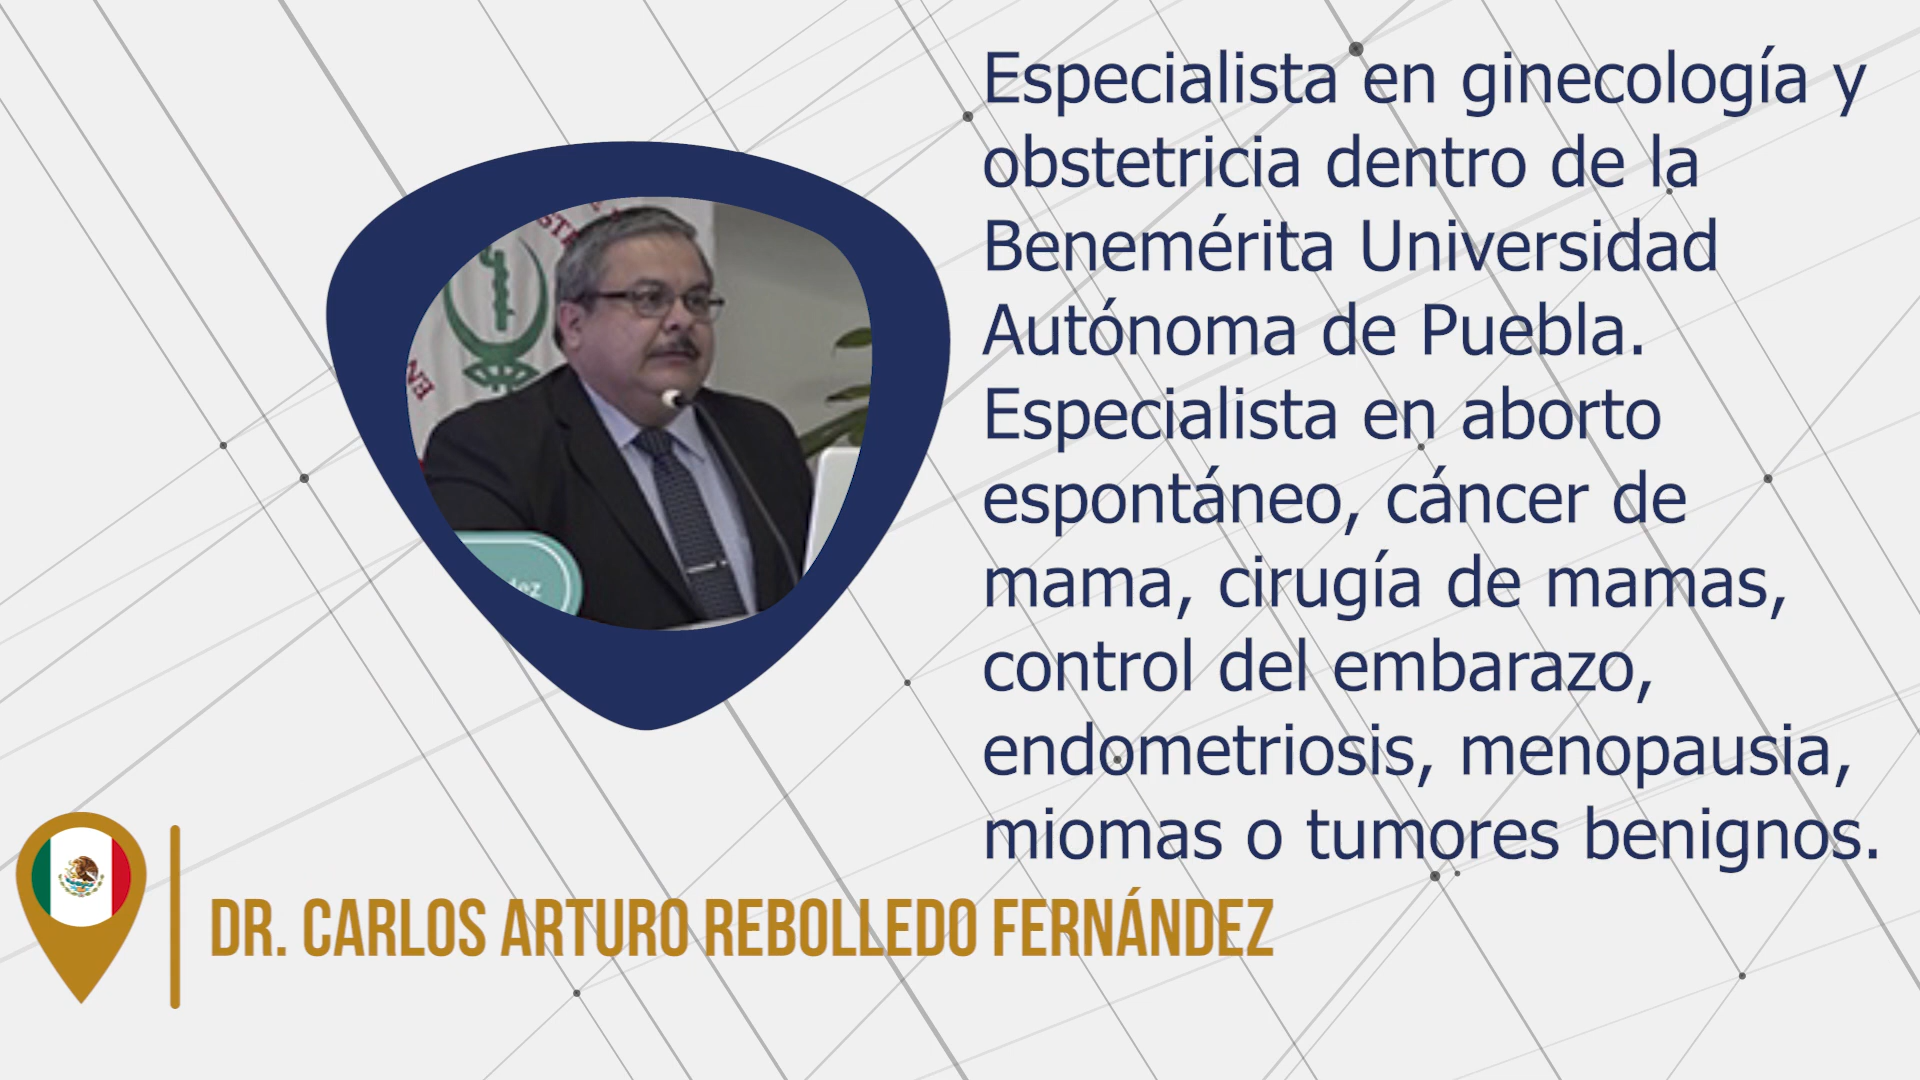 Especialista en ginecología y
obstetricia dentro de la
Benemérita Universidad
Autónoma de Puebla.
Especialista en aborto
espontáneo, cáncer de
mama, cirugía de mamas,
control del embarazo,
endometriosis, menopausia,
miomas o tumores benignos.
DR. CARLOS ARTURO REBOLLEDO FERNÁNDEZ